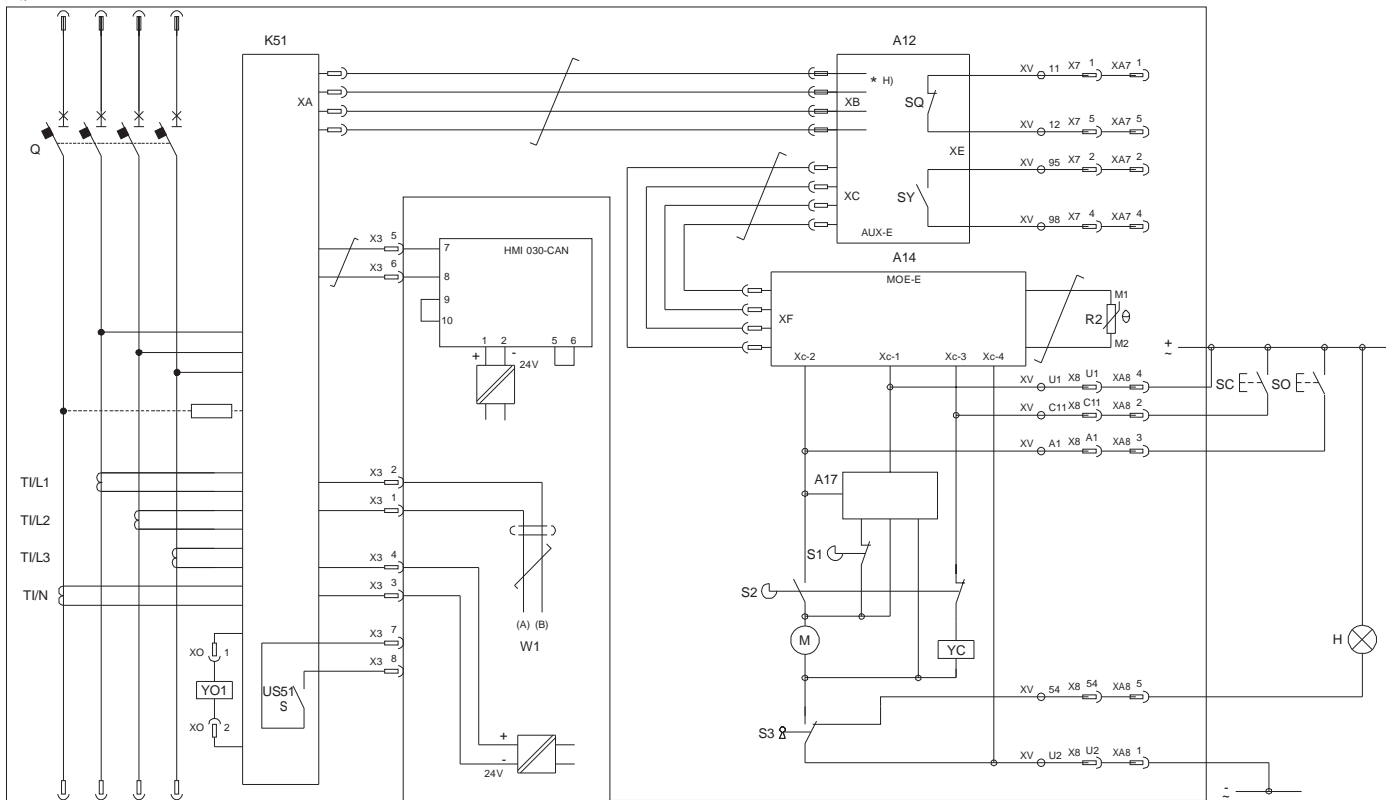 K51
A12
XA
* H)
XB
SQ
XV 11 X7 1 XA7 1
XV 12 X7 5 XA7 5
XE
Q
XV 95 X7 2 XA7 2
XC
SY
XV 98 X7 4 XA7 4
AUX-E
A14
MOE-E
X3 5
7
HMI 030-CAN
X3 6
8
9
10
1 2 5 6
+ -
24V
XF
R2
M1
θ
M2
Xc-2 Xc-1 Xc-3 Xc-4
+
~
XV U1 X8 U1 XA8 4
SC
SO
XV C11 X8 C11 XA8 2
XV A1 X8 A1 XA8 3
TI/L1
X3 2
A17
X3 1
TI/L2
TI/L3
X3 4
S1
TI/N
X3 3
S2
(A) (B)
W1
XO 1
X3 7
M
YC
H
YO1
US51
S
X3 8
XO 2
XV 54 X8 54 XA8 5
S3
+
-
24V
XV U2 X8 U2 XA8 1
-
~